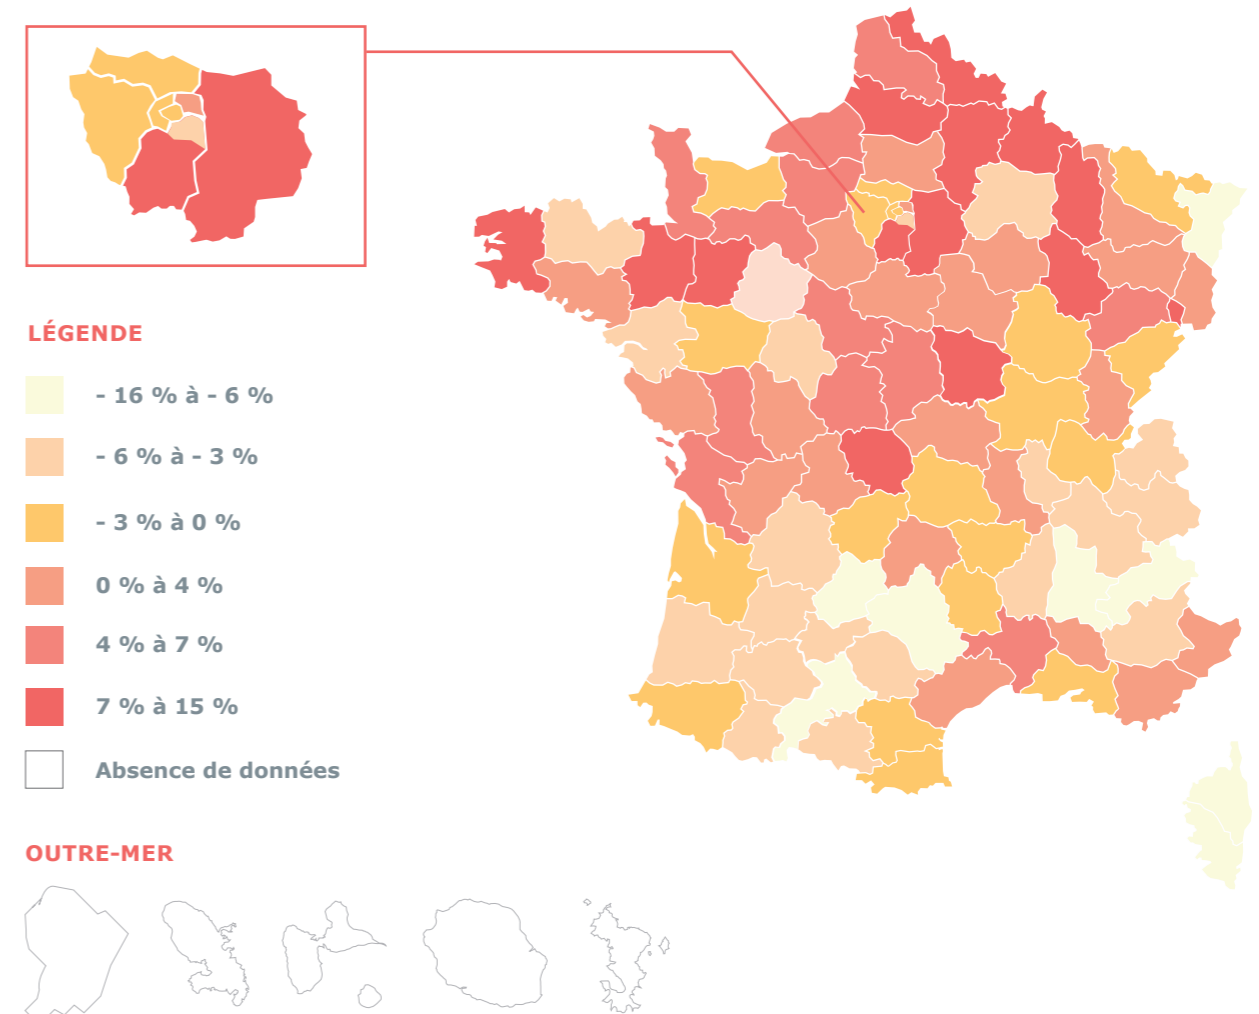 LÉGENDE
- 16 % à - 6 %
- 6 % à - 3 %
- 3 % à 0 %
0 % à 4 %
4 % à 7 %
7 % à 15 %
Absence de données
OUTRE-MER